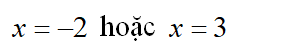 x = –2 hoặc x = 3